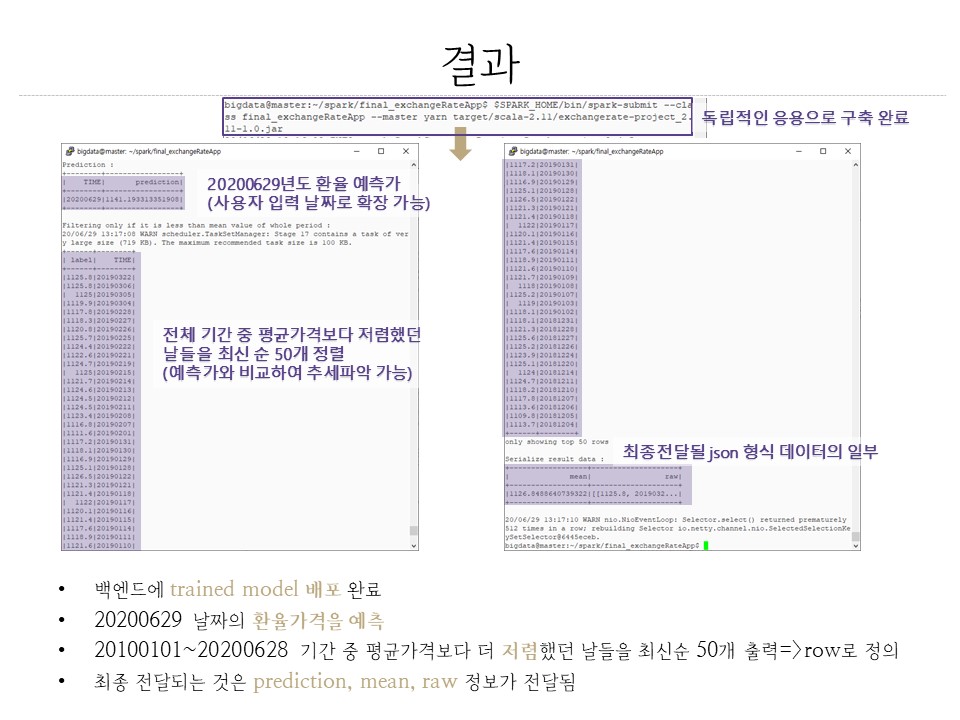 결과
bigdata@master:~/spark/final_exchangeRateApp$ $SPARK_HOME/bin/spark-submit --cla
ss final_exchangeRateApp --master yarn target/scala-2.11/exchangerate-project_2.
11-1.0.jar
독립적인 응용으로 구축 완료
bigdata@master: ~/spark/final_exchangeRateApp
Prediction :
+--------+------------------+
|    TIME|        prediction|
+--------+------------------+
|20200629|1141.193313351908|
+--------+------------------+
20200629년도 환율 예측가
(사용자 입력 날짜로 확장 가능)
Filtering only if it is less than mean value of whole period :
20/06/29 13:17:08 WARN scheduler.TaskSetManager: Stage 17 contains a task of ver
y large size (719 KB). The maximum recommended task size is 100 KB.
+------+--------+
| label|    TIME|
+------+--------+
|1125.8|20190322|
|1125.0|20190306|
|  1125|20190305|
|1119.9|20190304|
|1117.8|20190228|
|1118.3|20190227|
|1120.8|20190226|
|1125.7|20190225|
|1124.4|20190222|
|1122.6|20190221|
|1124.7|20190219|
|  1125|20190215|
|1121.7|20190214|
|1124.6|20190213|
|1124.5|20190212|
|1124.5|20190211|
|1123.4|20190208|
|1116.8|20190207|
|1111.6|20190201|
|1117.2|20190131|
|1118.1|20190130|
|1116.9|20190129|
|1125.1|20190128|
|1126.5|20190122|
|1121.3|20190121|
|1121.4|20190118|
|  1122|20190117|
|1120.1|20190116|
|1121.4|20190115|
|1117.6|20190114|
|1118.9|20190111|
|1121.6|20190110|
전체 기간 중 평균가격보다 저렴했던
날들을 최신 순 50개 정렬
(예측가와 비교하여 추세파악 가능)
bigdata@master: ~/spark/final_exchangeRateApp
|1117.2|20190131|
|1118.1|20190130|
|1116.9|20190129|
|1125.1|20190128|
|1126.5|20190122|
|1121.3|20190121|
|1121.4|20190118|
|  1122|20190117|
|1120.1|20190116|
|1121.4|20190115|
|1117.6|20190114|
|1118.9|20190111|
|1121.6|20190110|
|1121.7|20190109|
|  1118|20190108|
|1125.2|20190107|
|  1119|20190103|
|1118.1|20190102|
|1118.1|20181231|
|1121.3|20181228|
|1125.6|20181227|
|1125.2|20181226|
|1123.9|20181224|
|1125.1|20181220|
|  1124|20181214|
|1124.7|20181211|
|1118.2|20181210|
|1117.8|20181207|
|1113.6|20181206|
|1109.8|20181205|
|1113.7|20181204|
+------+--------+
only showing top 50 rows
최종전달될 json 형식 데이터의 일부
Serialize result data :
+------------------+--------------------+
|              mean|                 raw|
+------------------+--------------------+
|1126.8488640739322|[[1125.8, 2019032...|
+------------------+--------------------+
20/06/29 13:17:10 WARN nio.NioEventLoop: Selector.select() returned prematurely
512 times in a row; rebuilding Selector io.netty.channel.nio.SelectedSelectionKe
ySetSelector@6445eceb.
bigdata@master:~/spark/final_exchangeRateApp$
• 백엔드에 trained model 배포 완료
• 20200629 날짜의 환율가격을 예측
• 20100101~20200628 기간 중 평균가격보다 더 저렴했던 날들을 최신순 50개 출력=>row로 정의
• 최종 전달되는 것은 prediction, mean, raw 정보가 전달됨